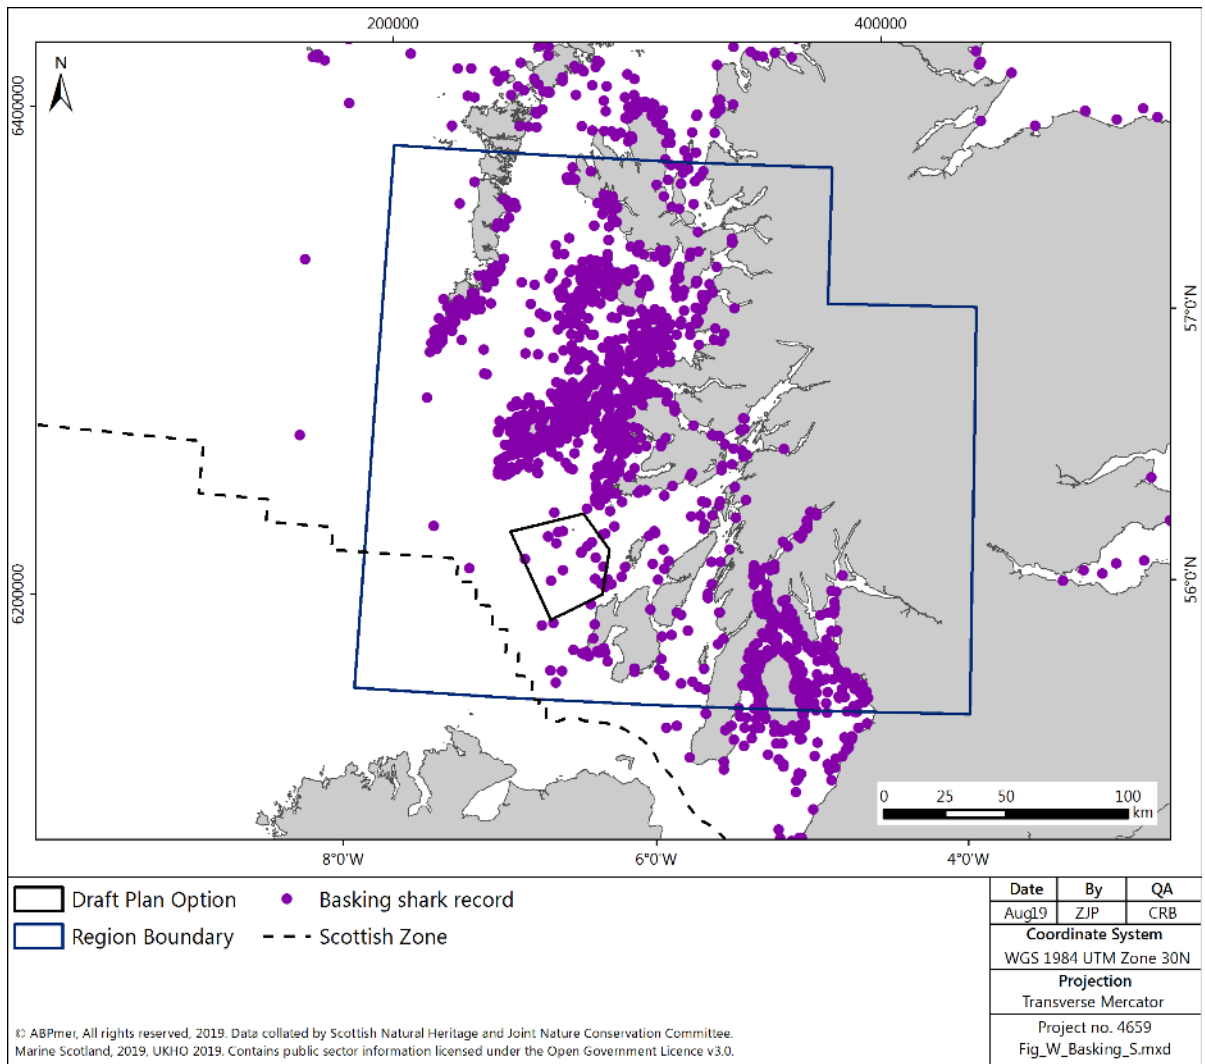 200000
400000
N
6400000
57°0'N
56°0'N
6200000
0
25
50
100
km
8°0'W
6°0'W
4°0'W
Draft Plan Option
Basking shark record
Region Boundary
Scottish Zone
Date
By
QA
Aug19
ZJP
CRB
Coordinate System
WGS 1984 UTM Zone 30N
Projection
Transverse Mercator
Project no. 4659
Fig_W_Basking_S.mxd
© ABPmer, All rights reserved, 2019. Data collated by Scottish Natural Heritage and Joint Nature Conservation Committee.
Marine Scotland, 2019, UKHO 2019. Contains public sector information licensed under the Open Government Licence v3.0.